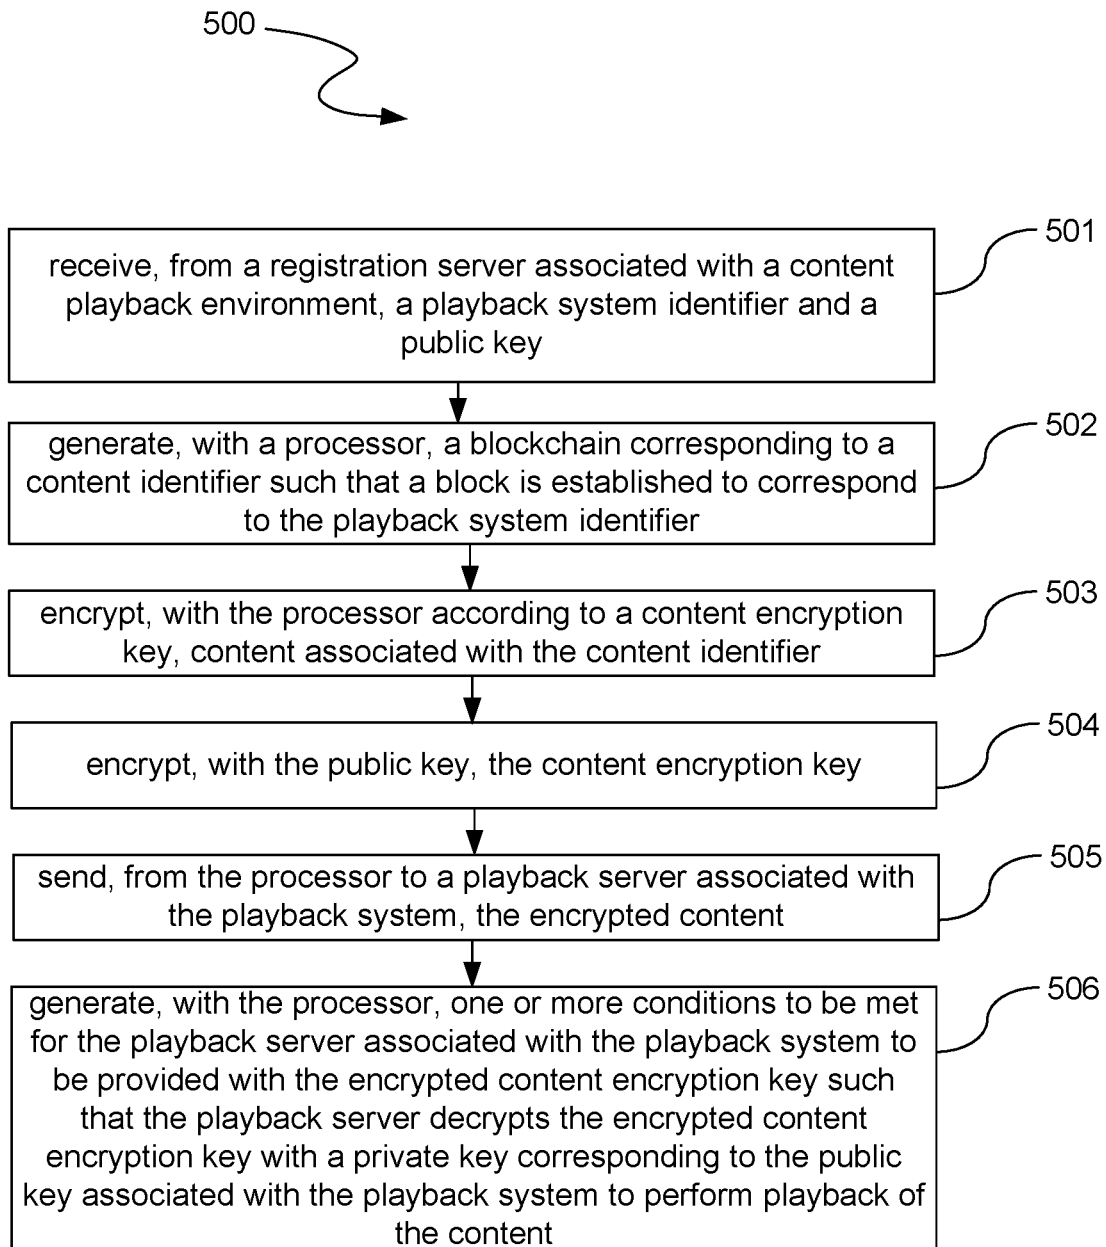 500
501
receive, from a registration server associated with a content
playback environment, a playback system identifier and a
public key
502
generate, with a processor, a blockchain corresponding to a
content identifier such that a block is established to correspond
to the playback system identifier
503
encrypt, with the processor according to a content encryption
key, content associated with the content identifier
504
encrypt, with the public key, the content encryption key
505
send, from the processor to a playback server associated with
the playback system, the encrypted content
506
generate, with the processor, one or more conditions to be met
for the playback server associated with the playback system to
be provided with the encrypted content encryption key such
that the playback server decrypts the encrypted content
encryption key with a private key corresponding to the public
key associated with the playback system to perform playback of
the content